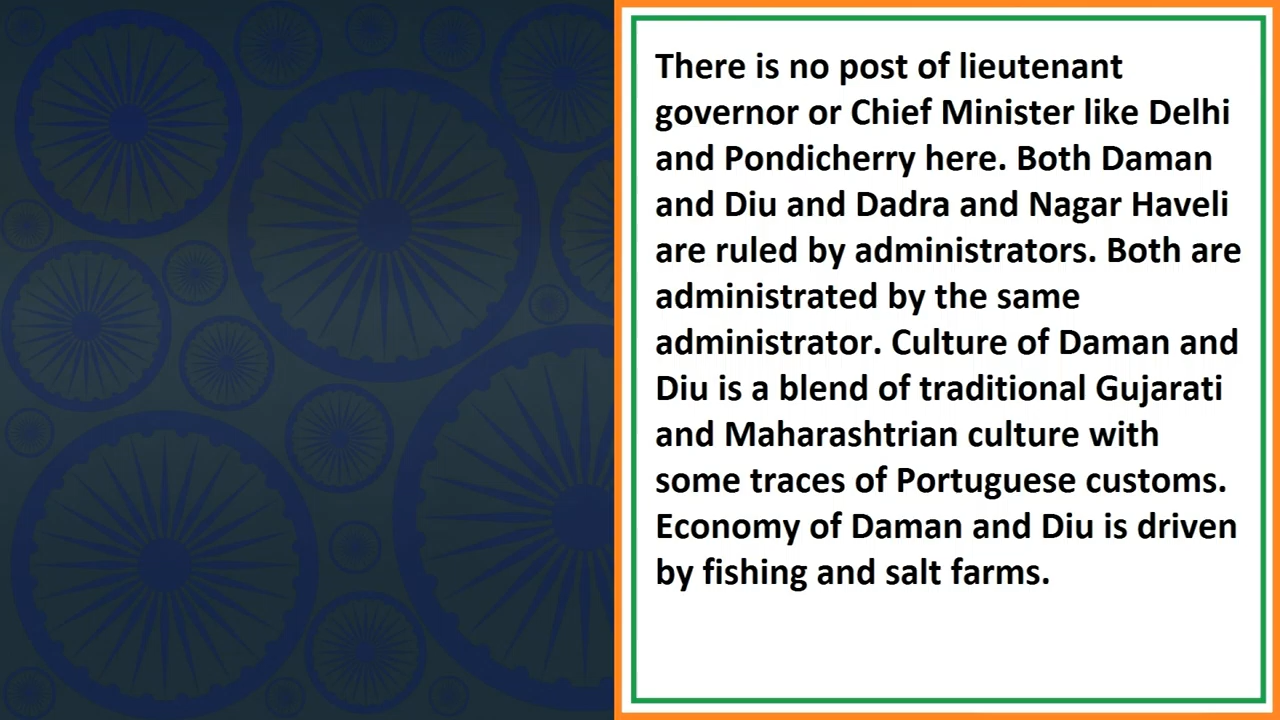 There is no post of lieutenant
governor or Chief Minister like Delhi
and Pondicherry here. Both Daman
and Diu and Dadra and Nagar Haveli
are ruled by administrators. Both are
administrated by the same
administrator. Culture of Daman and
Diu is a blend of traditional Gujarati
and Maharashtrian culture with
some traces of Portuguese customs.
Economy of Daman and Diu is driven
by fishing and salt farms.